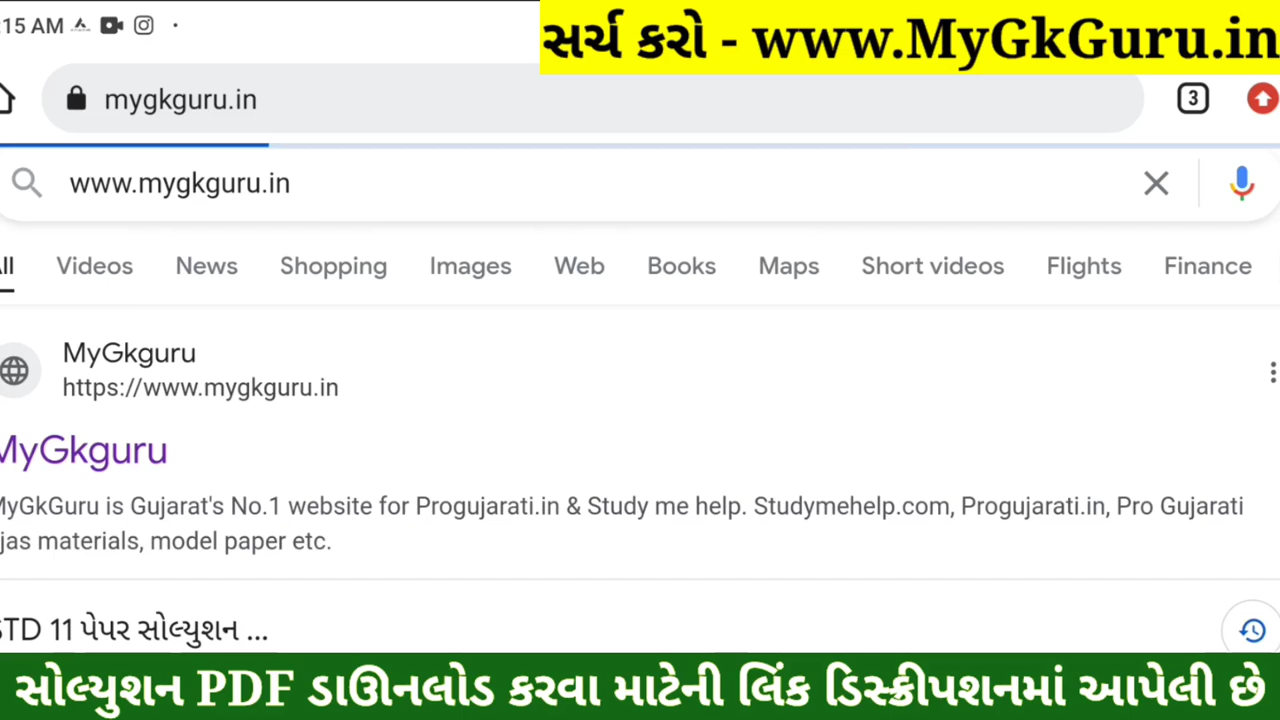 :15 AM
સર્ચ કરો - www.MyGkGuru.in
mygkguru.in
3
www.mygkguru.in
All Videos News Shopping Images Web Books Maps Short videos Flights Finance
MyGkguru
https://www.mygkguru.in
MyGkguru
MyGkGuru is Gujarat's No.1 website for Progujarati.in & Study me help. Studymehelp.com, Progujarati.in, Pro Gujarati
jas materials, model paper etc.
STD 11 પેપર સોલ્યુશન ...
સોલ્યુશન PDF ડાઊનલોડ કરવા માટેની લિંક ડિસ્ક્રીપશનમાં આપેલી છે